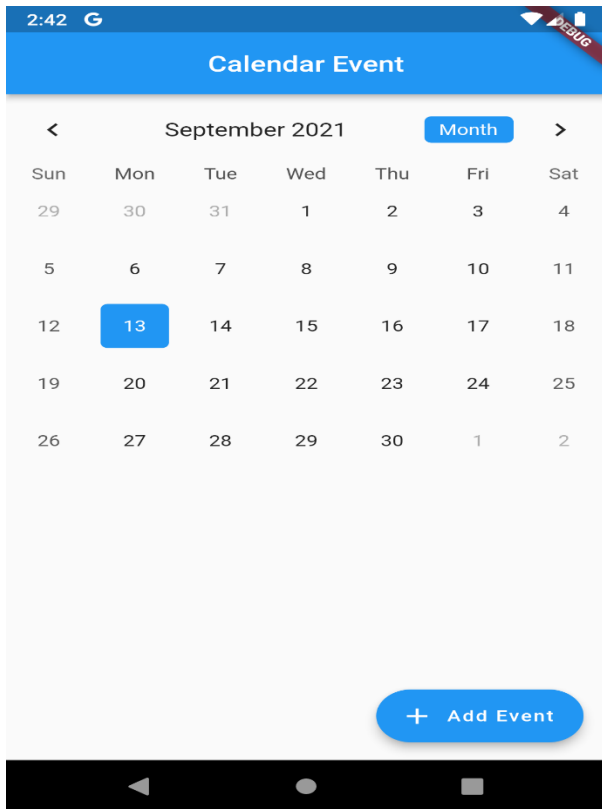 2:42 G
DEBUG
Calendar Event
September 2021 Month
Sun Mon Tue Wed Thu Fri Sat
29 30 31 1 2 3 4
5 6 7 8 9 10 11
12 13 14 15 16 17 18
19 20 21 22 23 24 25
26 27 28 29 30 1 2
+ Add Event